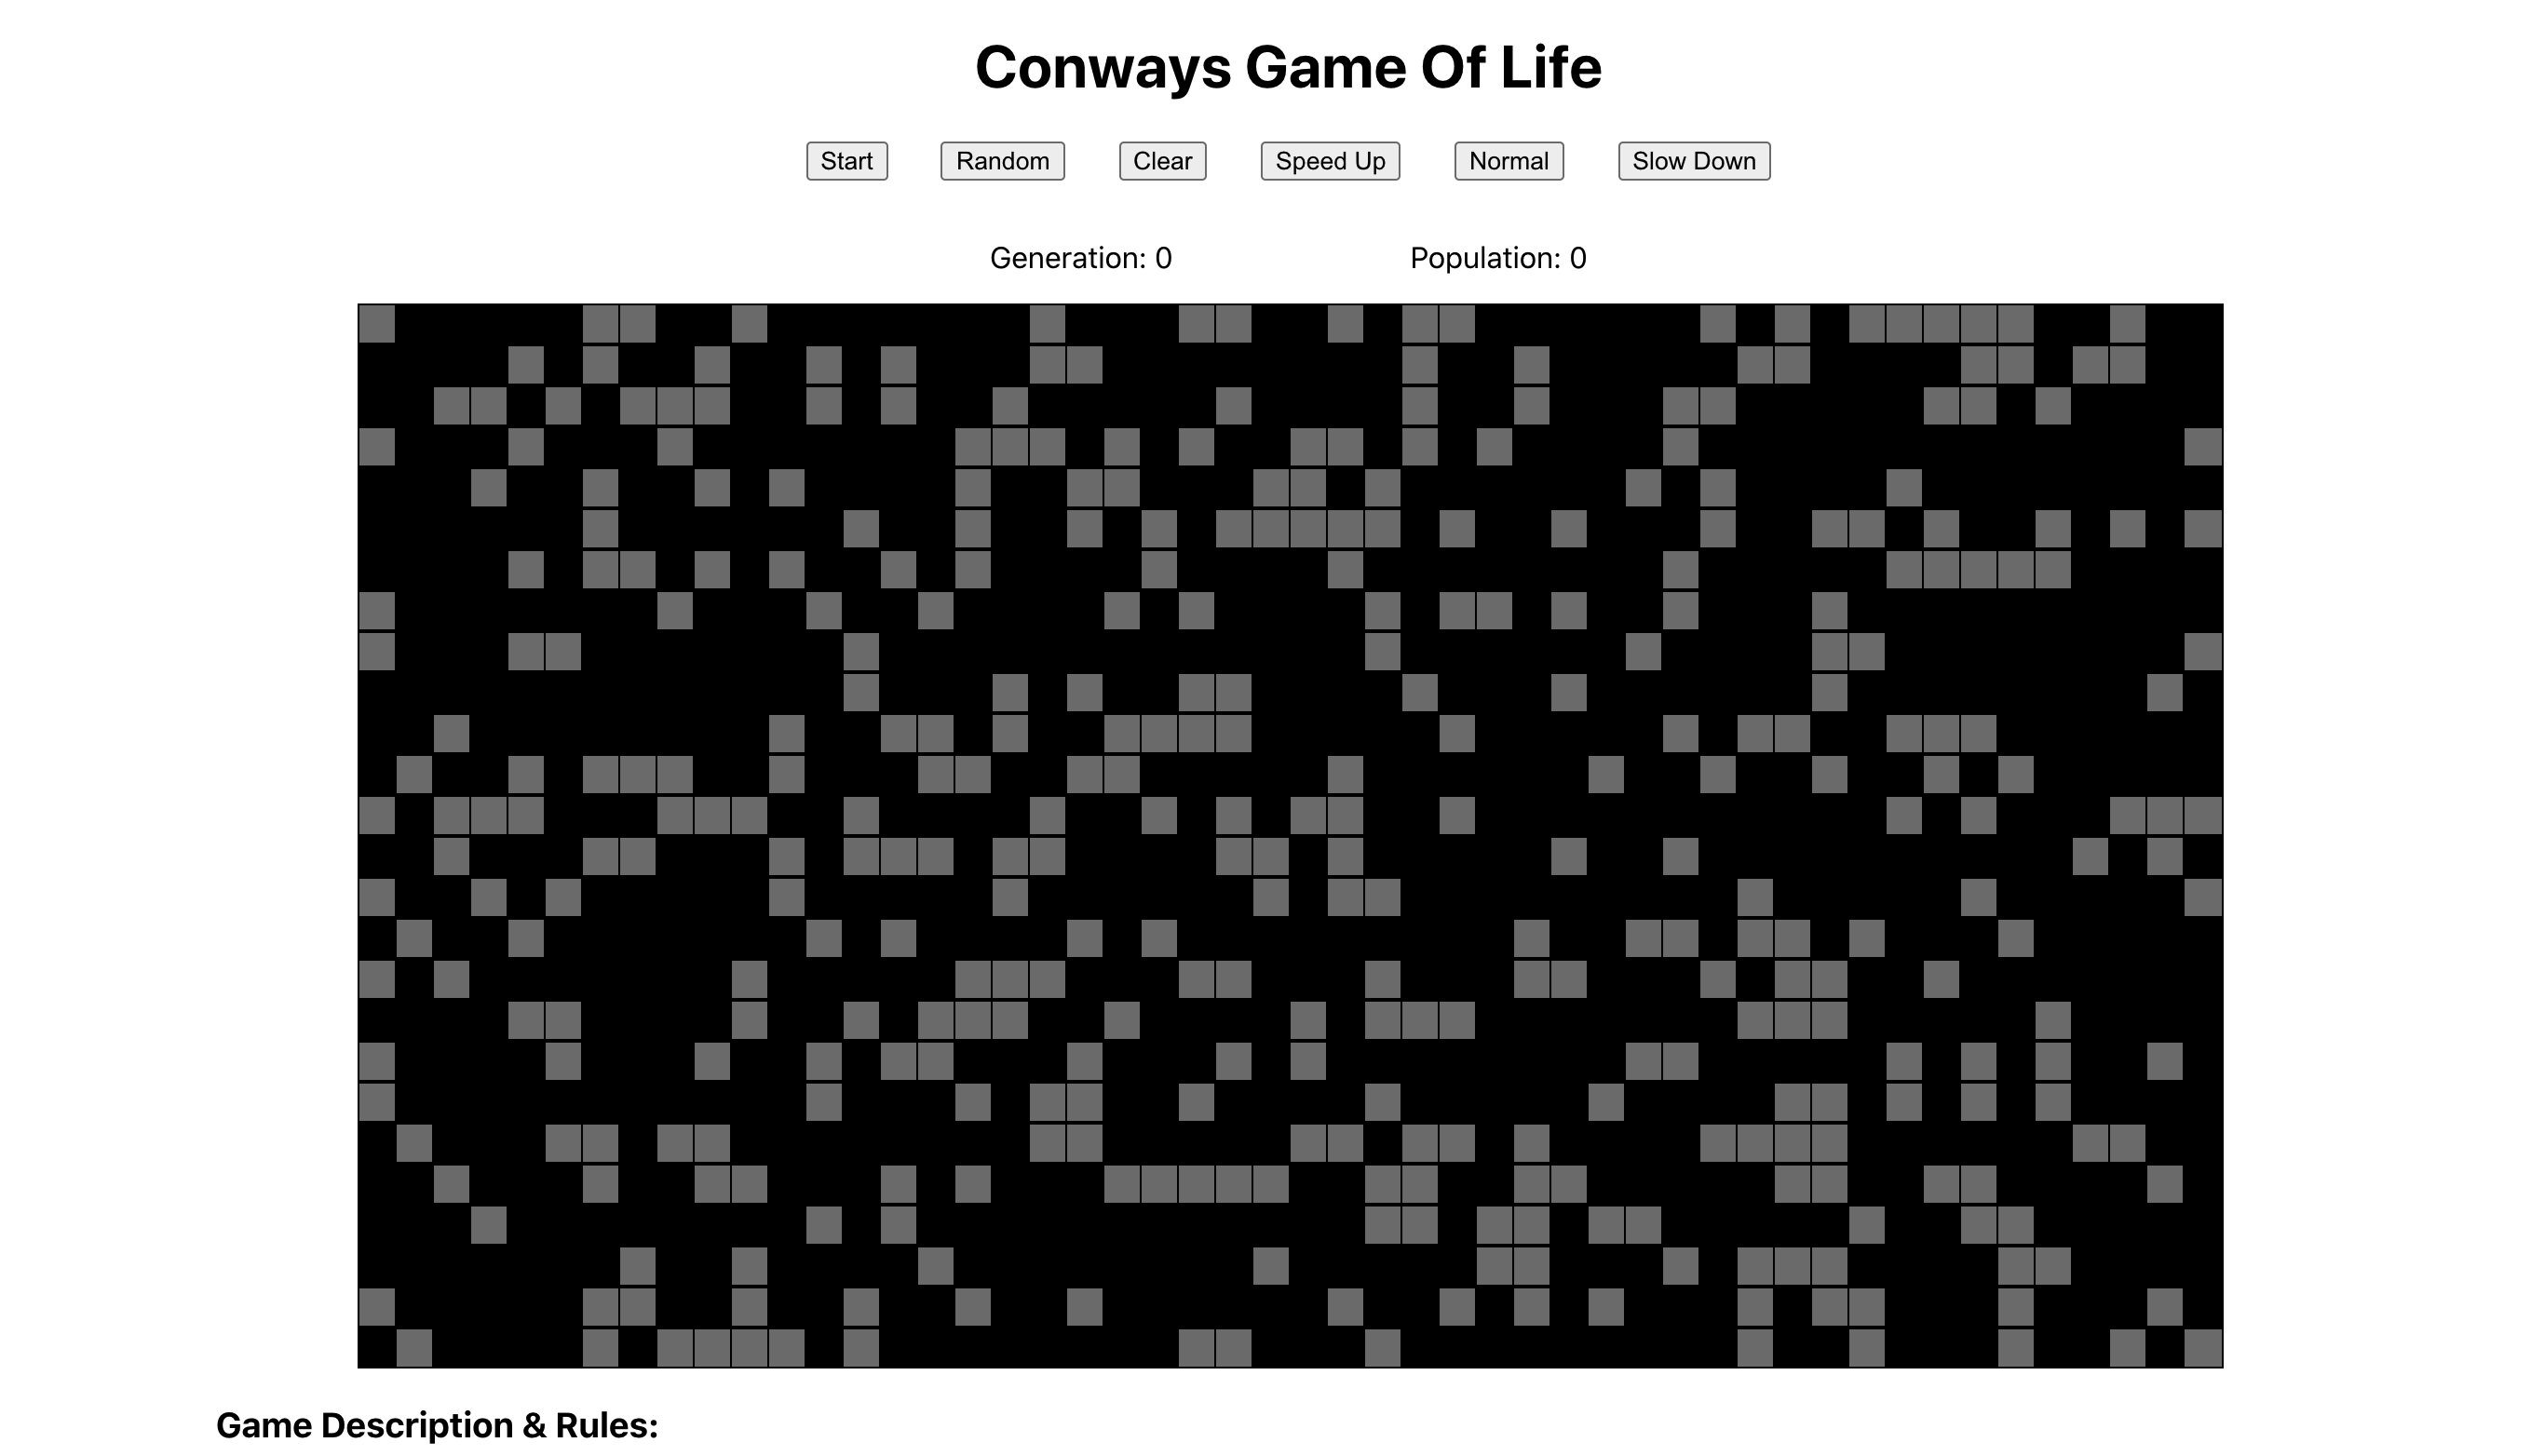 Conways Game Of Life
Start Random Clear Speed Up Normal Slow Down
Generation: 0 Population: 0
Game Description & Rules: